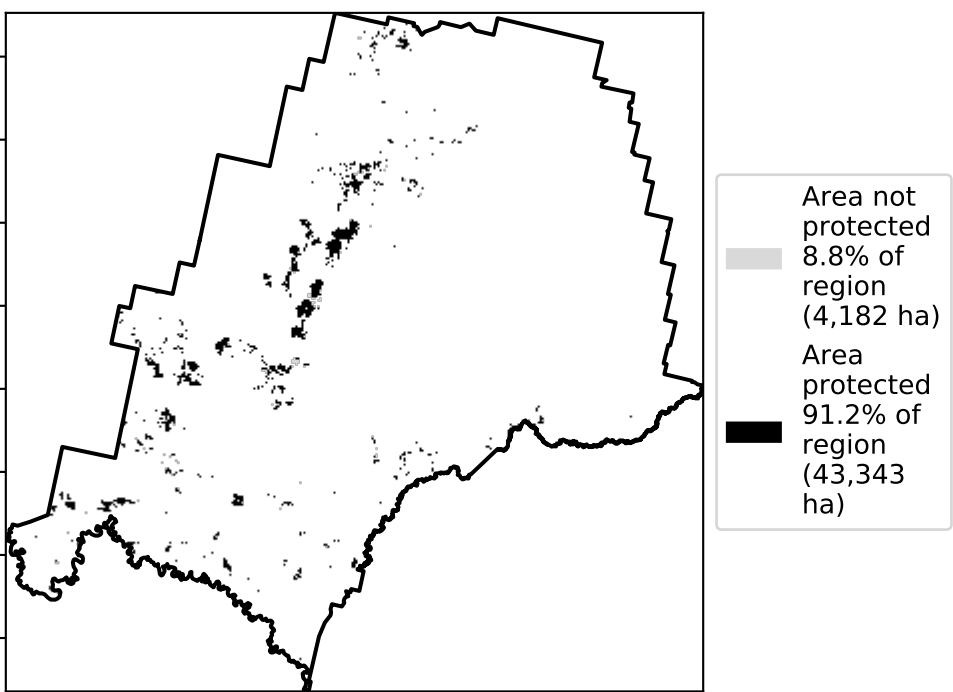 Area not
protected
8.8% of
region
(4,182 ha)
Area
protected
91.2% of
region
(43,343
ha)